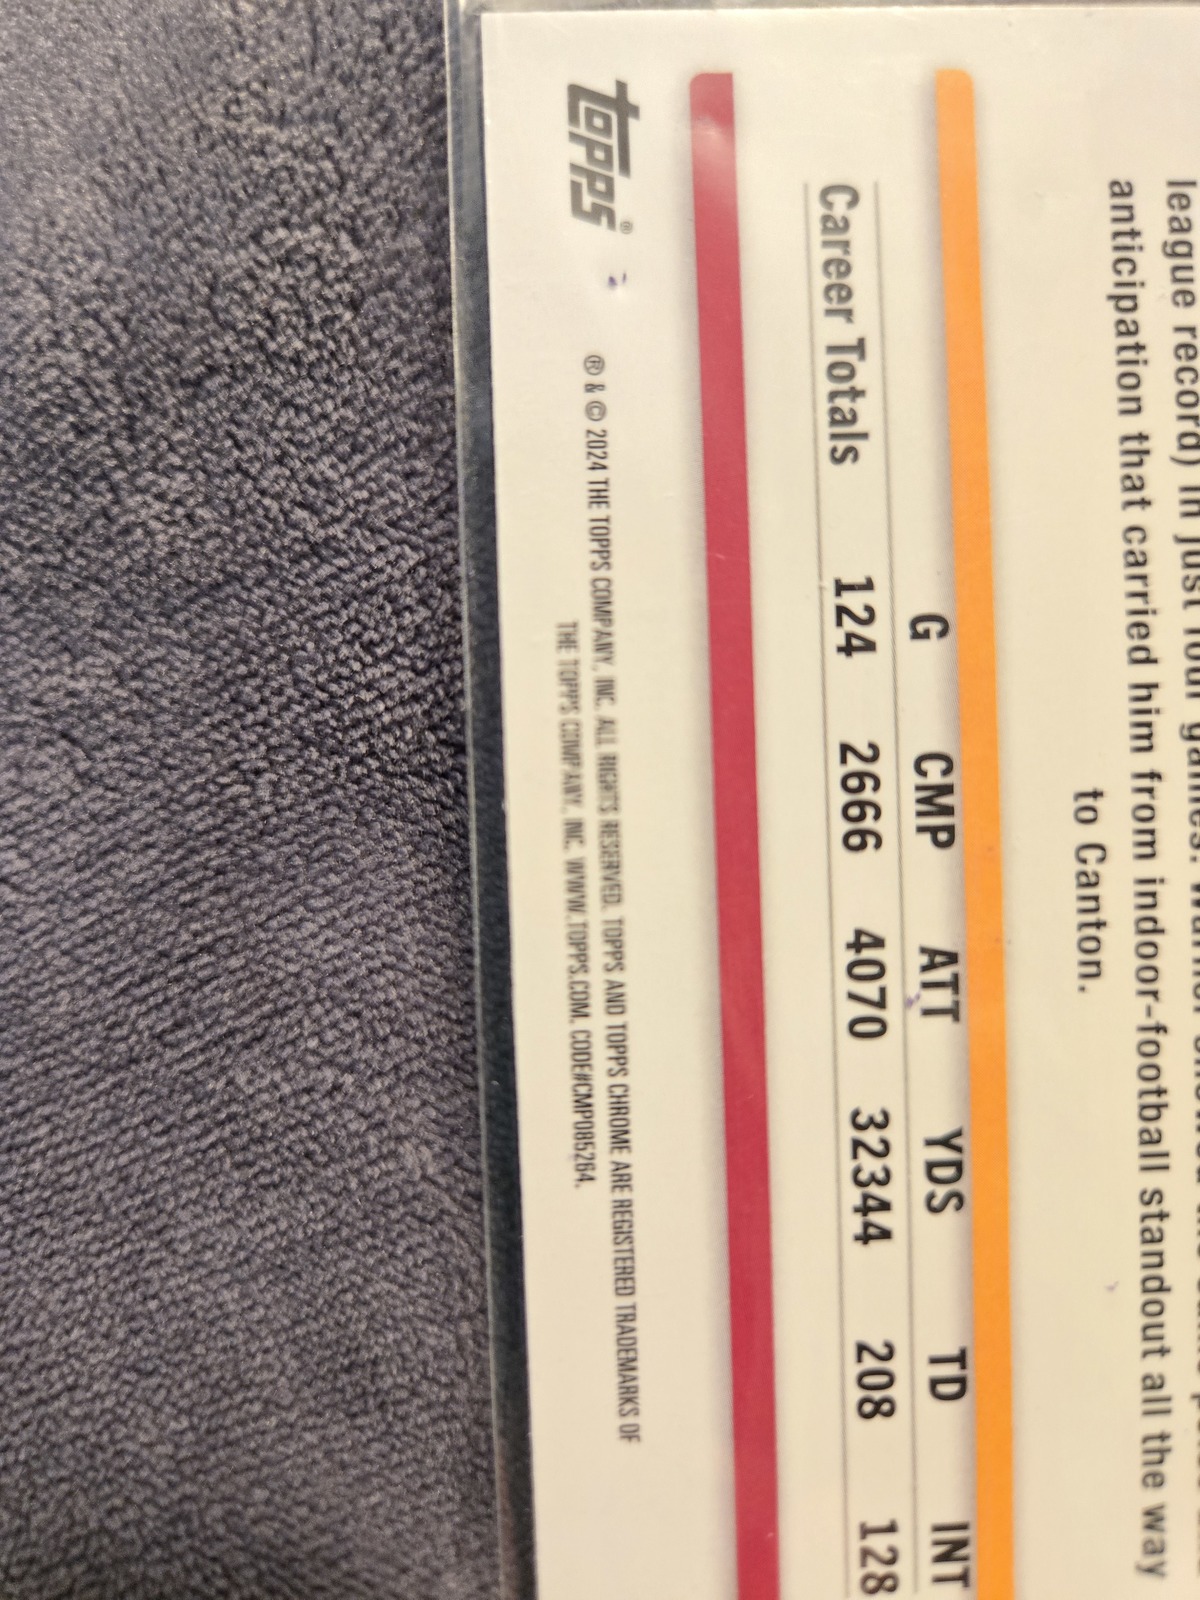 league record) in just four games. Warner showed the
anticipation that carried him from indoor-football standout all the way
to Canton.
G CMP ATT YDS TD INT
Career Totals 124 2666 4070 32344 208 128
topps®
® & © 2024 THE TOPPS COMPANY, INC. ALL RIGHTS RESERVED. TOPPS AND TOPPS CHROME ARE REGISTERED TRADEMARKS OF
THE TOPPS COMPANY, INC. WWW.TOPPS.COM. CODE#CMP085264.